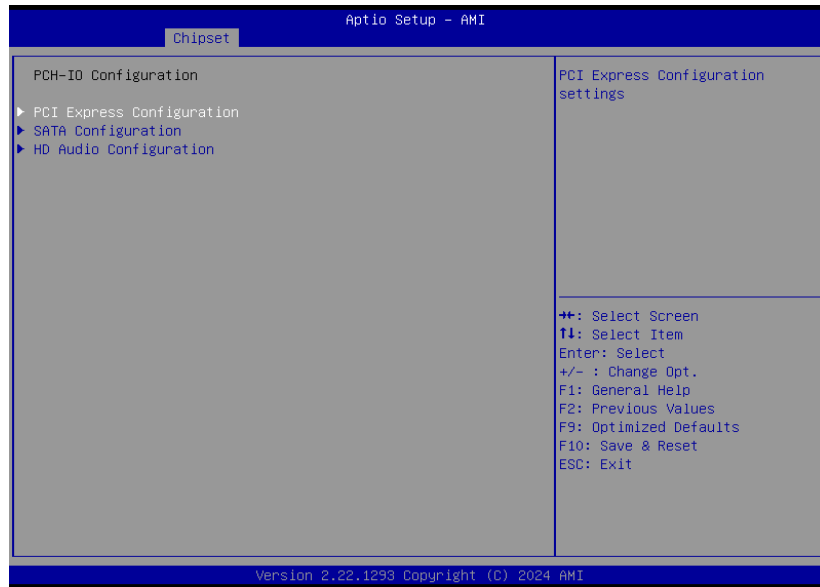 Aptio Setup – AMI
Chipset
PCH-IO Configuration
▶ PCI Express Configuration
▶ SATA Configuration
▶ HD Audio Configuration
PCI Express Configuration
settings
→←: Select Screen
↑↓: Select Item
Enter: Select
+/- : Change Opt.
F1: General Help
F2: Previous Values
F9: Optimized Defaults
F10: Save & Reset
ESC: Exit
Version 2.22.1293 Copyright (C) 2024 AMI